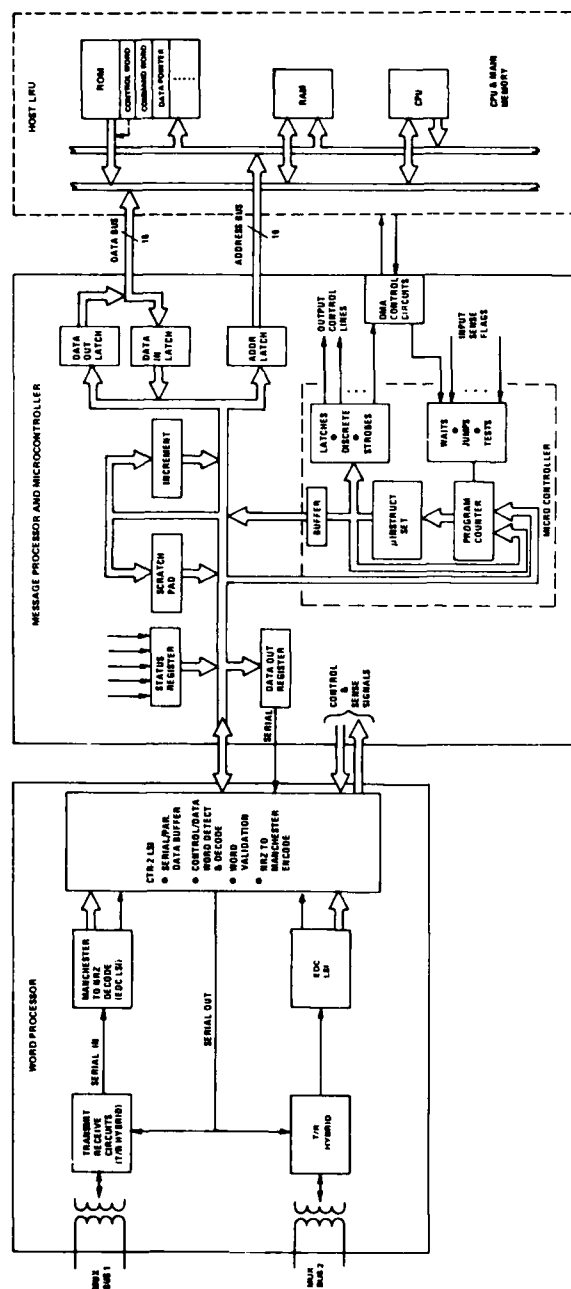 WORD PROCESSOR
MUX
BUS 1
TRANSMIT
RECEIVE
CIRCUITS
(T/R HYBRID)
SERIAL IN
MANCHESTER
TO NRZ
DECODE
(EDC LSI)
SERIAL OUT
MUX
BUS 2
T/R
HYBRID
EDC
LSI
CTR-2 LSI
● SERIAL/PAR.
DATA BUFFER
● CONTROL/DATA
WORD DETECT
& DECODE
● WORD
VALIDATION
● NRZ TO
MANCHESTER
ENCODE
MESSAGE PROCESSOR AND MICROCONTROLLER
STATUS
REGISTER
SCRATCH
PAD
INCREMENT
DATA
OUT
LATCH
DATA
IN
LATCH
ADDR
LATCH
SERIAL
DATA OUT
REGISTER
CONTROL
&
SENSE
SIGNALS
BUFFER
LATCHES
●
DISCRETE
●
STROBES
OUTPUT
CONTROL
LINES
µINSTRUCT
SET
PROGRAM
COUNTER
WAITS
●
JUMPS
●
TESTS
DMA
CONTROL
CIRCUITS
INPUT
SENSE
FLAGS
MICRO CONTROLLER
DATA BUS
16
ADDRESS BUS
16
HOST LRU
ROM
CONTROL WORD
COMMAND WORD
DATA POINTER
RAM
CPU
CPU & MAIN
MEMORY